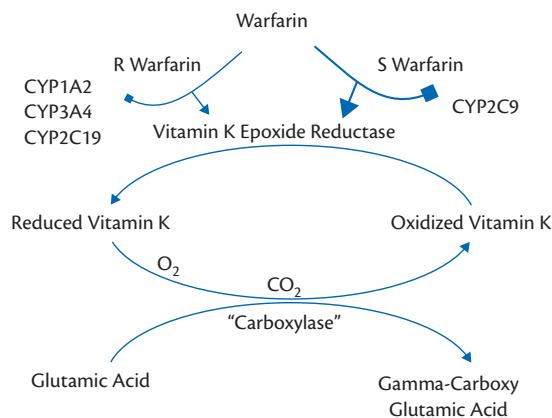 Warfarin
R Warfarin
S Warfarin
CYP1A2
CYP3A4
CYP2C19
CYP2C9
Vitamin K Epoxide Reductase
Reduced Vitamin K
Oxidized Vitamin K
O₂
CO₂
“Carboxylase”
Glutamic Acid
Gamma-Carboxy
Glutamic Acid